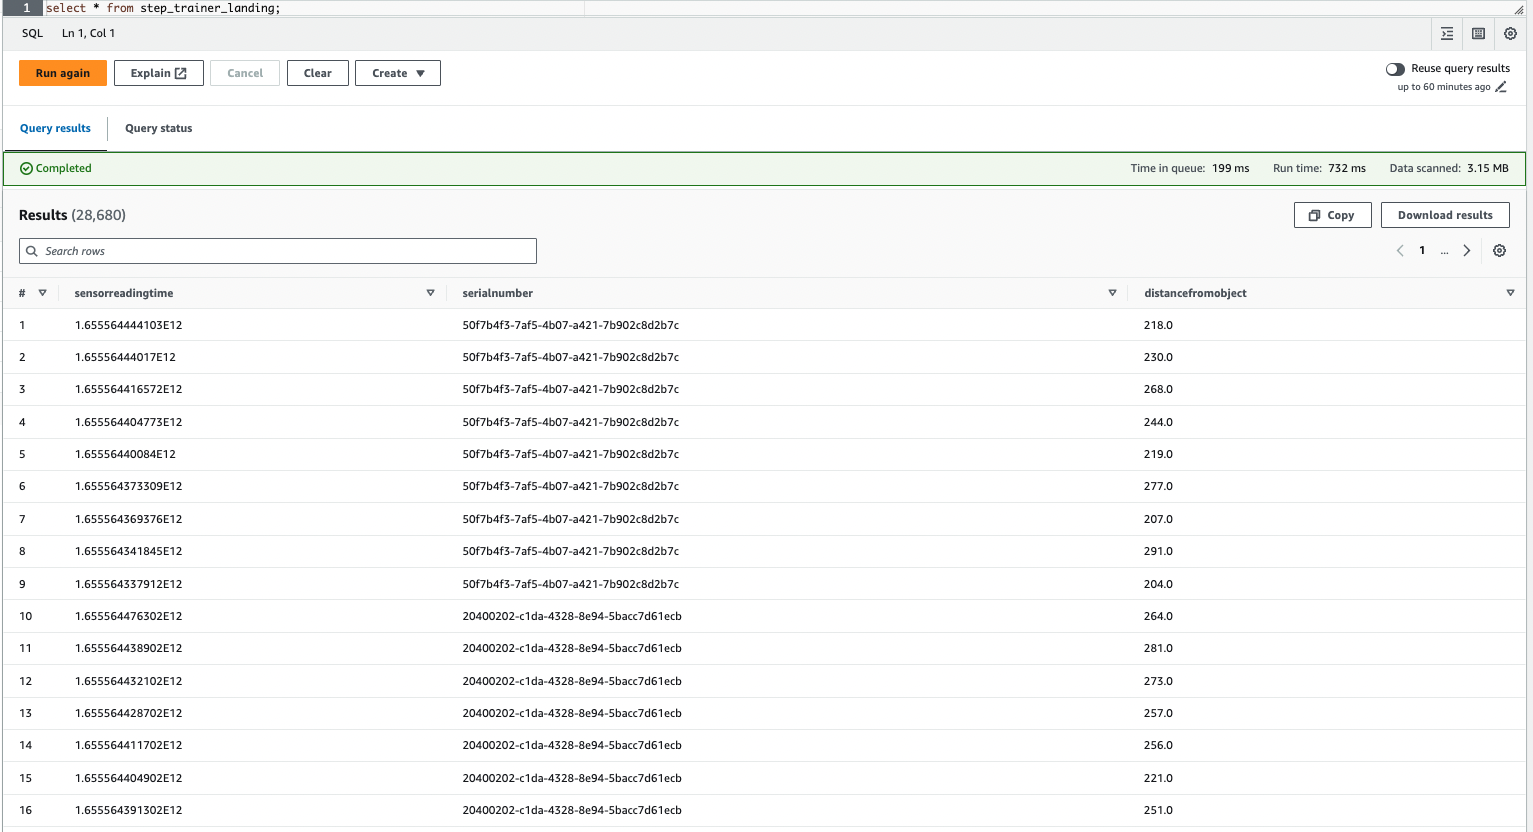 1 select * from step_trainer_landing;
SQL Ln 1, Col 1
Run again Explain Cancel Clear Create
Reuse query results
up to 60 minutes ago
Query results Query status
Completed Time in queue: 199 ms Run time: 732 ms Data scanned: 3.15 MB
Results (28,680) Copy Download results
Search rows 1 ...
# sensorreadingtime serialnumber distancefromobject
1 1.655564444103E12 50f7b4f3-7af5-4b07-a421-7b902c8d2b7c 218.0
2 1.65556444017E12 50f7b4f3-7af5-4b07-a421-7b902c8d2b7c 230.0
3 1.655564416572E12 50f7b4f3-7af5-4b07-a421-7b902c8d2b7c 268.0
4 1.655564404773E12 50f7b4f3-7af5-4b07-a421-7b902c8d2b7c 244.0
5 1.65556440084E12 50f7b4f3-7af5-4b07-a421-7b902c8d2b7c 219.0
6 1.655564373309E12 50f7b4f3-7af5-4b07-a421-7b902c8d2b7c 277.0
7 1.655564369376E12 50f7b4f3-7af5-4b07-a421-7b902c8d2b7c 207.0
8 1.655564341845E12 50f7b4f3-7af5-4b07-a421-7b902c8d2b7c 291.0
9 1.655564337912E12 50f7b4f3-7af5-4b07-a421-7b902c8d2b7c 204.0
10 1.655564476302E12 20400202-c1da-4328-8e94-5bacc7d61ecb 264.0
11 1.655564438902E12 20400202-c1da-4328-8e94-5bacc7d61ecb 281.0
12 1.655564432102E12 20400202-c1da-4328-8e94-5bacc7d61ecb 273.0
13 1.655564428702E12 20400202-c1da-4328-8e94-5bacc7d61ecb 257.0
14 1.655564411702E12 20400202-c1da-4328-8e94-5bacc7d61ecb 256.0
15 1.655564404902E12 20400202-c1da-4328-8e94-5bacc7d61ecb 221.0
16 1.655564391302E12 20400202-c1da-4328-8e94-5bacc7d61ecb 251.0